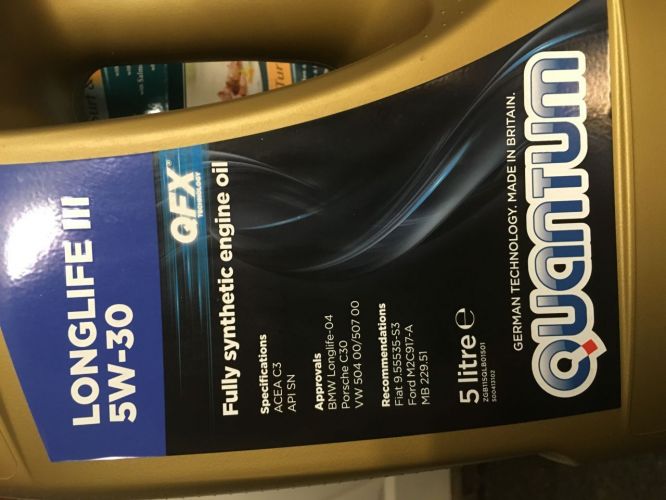 LONGLIFE III
5W-30
QFX
TECHNOLOGY
Fully synthetic engine oil
Specifications
ACEA C3
API SN
Approvals
BMW Longlife-04
Porsche C30
VW 504 00/507 00
Recommendations
Fiat 9.55535-S3
Ford M2C917-A
MB 229.51
5 litre e
GERMAN TECHNOLOGY. MADE IN BRITAIN.
QUANTUM